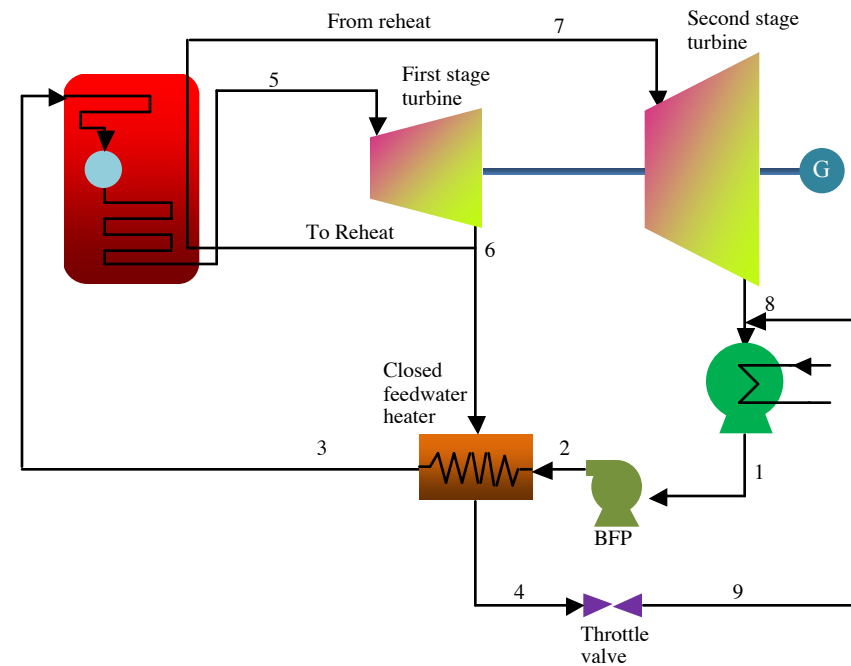 From reheat
7
Second stage
turbine
5
First stage
turbine
G
To Reheat
6
8
Closed
feedwater
heater
3
2
1
BFP
4
9
Throttle
valve